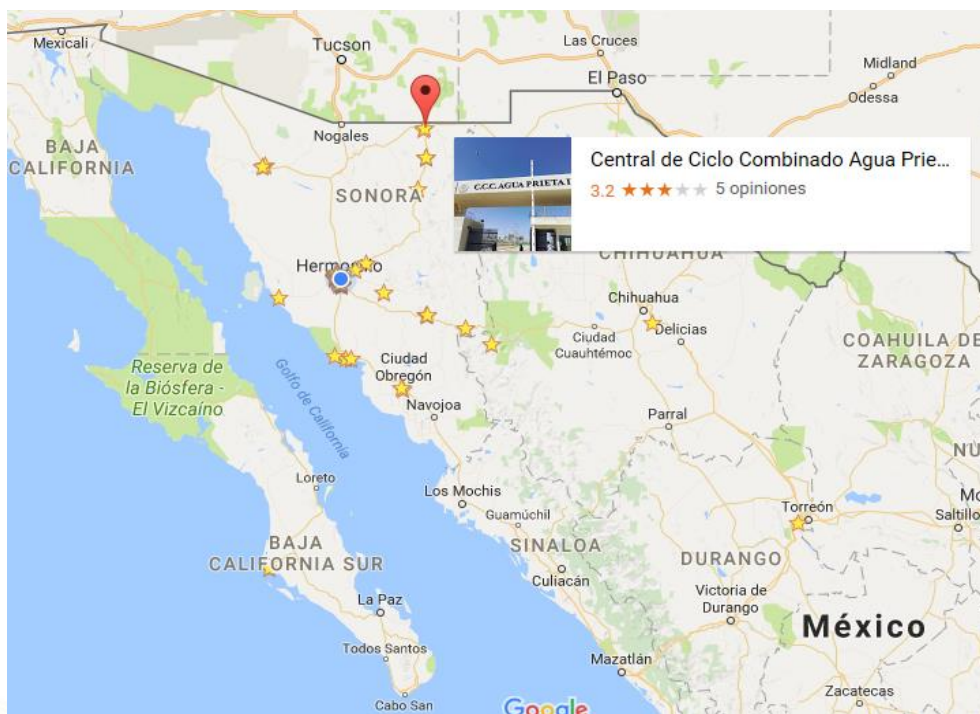 Mexicali
Tucson
Las Cruces
El Paso
Midland
Odessa
Nogales
BAJA
CALIFORNIA
SONORA
Central de Ciclo Combinado Agua Prie...
3.2
5 opiniones
C.C.C. AGUA PRIETA I
CHIHUAHUA
Hermosillo
Chihuahua
Delicias
Ciudad
Cuauhtémoc
COAHUILA DE
ZARAGOZA
Reserva de
la Biósfera -
El Vizcaíno
Golfo de California
Ciudad
Obregón
Navojoa
Parral
Loreto
Los Mochis
Guamúchil
Torreón
Saltillo
BAJA
CALIFORNIA SUR
SINALOA
DURANGO
Culiacán
Victoria de
Durango
La Paz
México
Todos Santos
Mazatlán
Zacatecas
Cabo San
Google